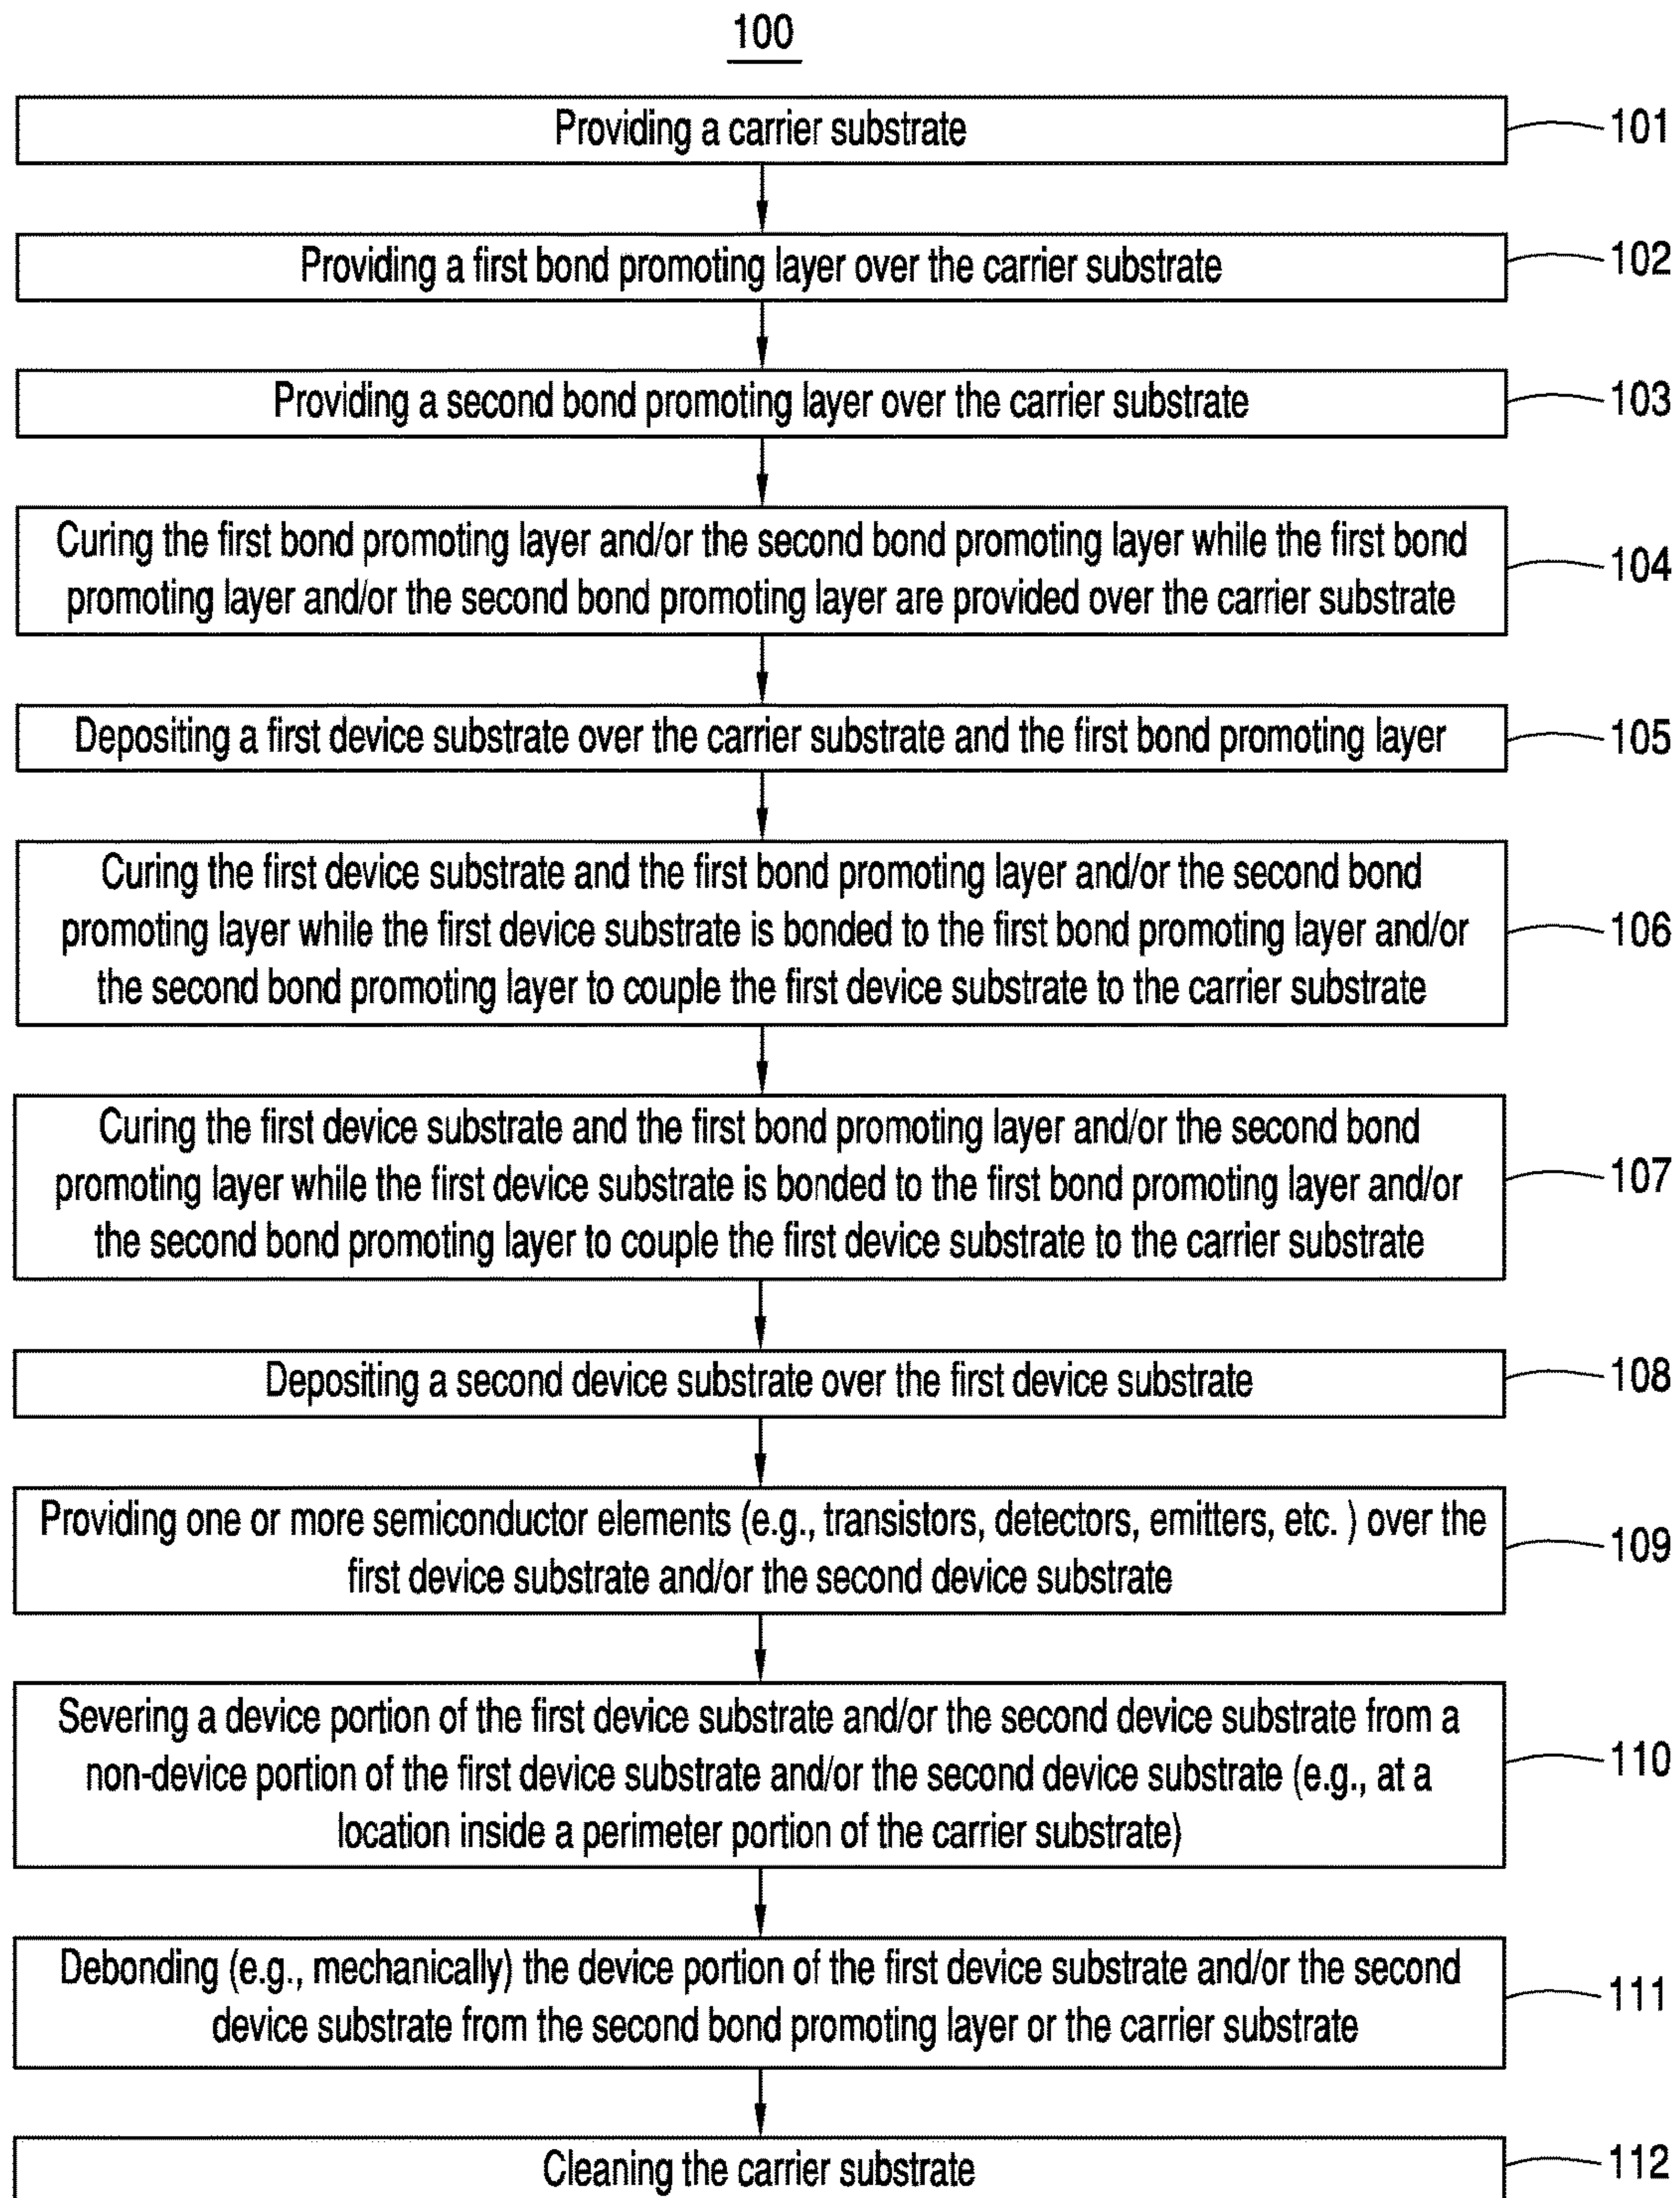 100
Providing a carrier substrate
101
Providing a first bond promoting layer over the carrier substrate
102
Providing a second bond promoting layer over the carrier substrate
103
Curing the first bond promoting layer and/or the second bond promoting layer while the first bond
promoting layer and/or the second bond promoting layer are provided over the carrier substrate
104
Depositing a first device substrate over the carrier substrate and the first bond promoting layer
105
Curing the first device substrate and the first bond promoting layer and/or the second bond
promoting layer while the first device substrate is bonded to the first bond promoting layer and/or
the second bond promoting layer to couple the first device substrate to the carrier substrate
106
Curing the first device substrate and the first bond promoting layer and/or the second bond
promoting layer while the first device substrate is bonded to the first bond promoting layer and/or
the second bond promoting layer to couple the first device substrate to the carrier substrate
107
Depositing a second device substrate over the first device substrate
108
Providing one or more semiconductor elements (e.g., transistors, detectors, emitters, etc. ) over the
first device substrate and/or the second device substrate
109
Severing a device portion of the first device substrate and/or the second device substrate from a
non-device portion of the first device substrate and/or the second device substrate (e.g., at a
location inside a perimeter portion of the carrier substrate)
110
Debonding (e.g., mechanically) the device portion of the first device substrate and/or the second
device substrate from the second bond promoting layer or the carrier substrate
111
Cleaning the carrier substrate
112